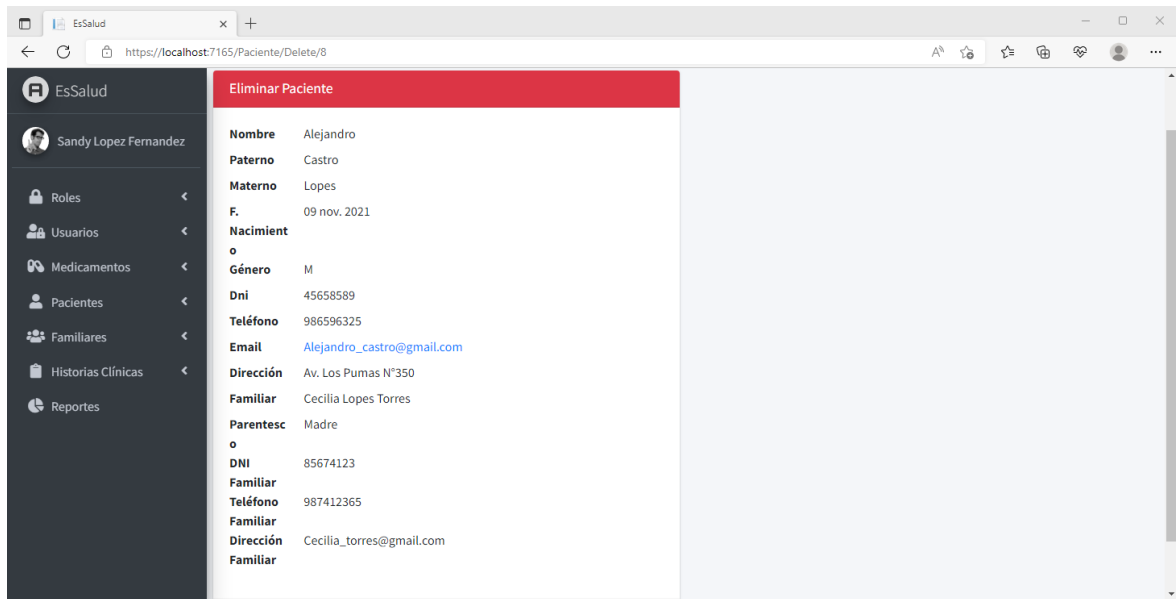 EsSalud
https://localhost:7165/Paciente/Delete/8
EsSalud
Sandy Lopez Fernandez
Roles
Usuarios
Medicamentos
Pacientes
Familiares
Historias Clínicas
Reportes
Eliminar Paciente
Nombre Alejandro
Paterno Castro
Materno Lopes
F. 09 nov. 2021
Nacimient
o
Género M
Dni 45658589
Teléfono 986596325
Email Alejandro_castro@gmail.com
Dirección Av. Los Pumas N°350
Familiar Cecilia Lopes Torres
Parentesc Madre
o
DNI 85674123
Familiar
Teléfono 987412365
Familiar
Dirección Cecilia_torres@gmail.com
Familiar